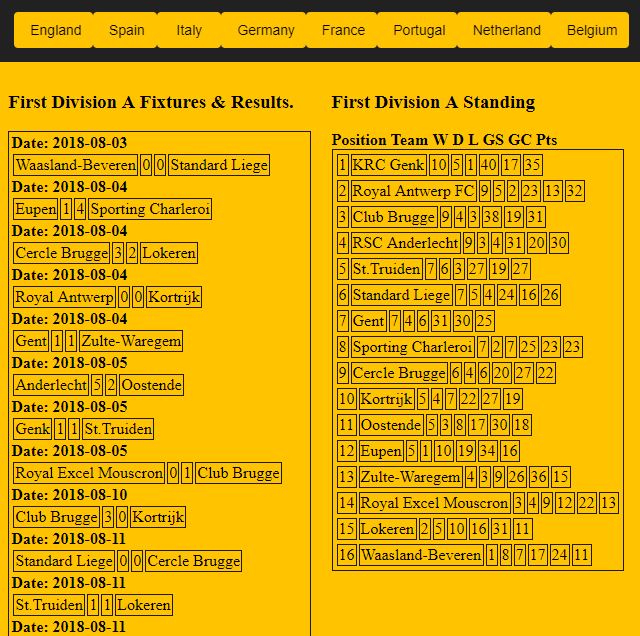 England Spain Italy Germany France Portugal Netherland Belgium
First Division A Fixtures & Results.
Date: 2018-08-03
Waasland-Beveren 0 0 Standard Liege
Date: 2018-08-04
Eupen 1 4 Sporting Charleroi
Date: 2018-08-04
Cercle Brugge 3 2 Lokeren
Date: 2018-08-04
Royal Antwerp 0 0 Kortrijk
Date: 2018-08-04
Gent 1 1 Zulte-Waregem
Date: 2018-08-05
Anderlecht 5 2 Oostende
Date: 2018-08-05
Genk 1 1 St.Truiden
Date: 2018-08-05
Royal Excel Mouscron 0 1 Club Brugge
Date: 2018-08-10
Club Brugge 3 0 Kortrijk
Date: 2018-08-11
Standard Liege 0 0 Cercle Brugge
Date: 2018-08-11
St.Truiden 1 1 Lokeren
Date: 2018-08-11
First Division A Standing
Position Team W D L GS GC Pts
1 KRC Genk 10 5 1 40 17 35
2 Royal Antwerp FC 9 5 2 23 13 32
3 Club Brugge 9 4 3 38 19 31
4 RSC Anderlecht 9 3 4 31 20 30
5 St.Truiden 7 6 3 27 19 27
6 Standard Liege 7 5 4 24 16 26
7 Gent 7 4 6 31 30 25
8 Sporting Charleroi 7 2 7 25 23 23
9 Cercle Brugge 6 4 6 20 27 22
10 Kortrijk 5 4 7 22 27 19
11 Oostende 5 3 8 17 30 18
12 Eupen 5 1 10 19 34 16
13 Zulte-Waregem 4 3 9 26 36 15
14 Royal Excel Mouscron 3 4 9 12 22 13
15 Lokeren 2 5 10 16 31 11
16 Waasland-Beveren 1 8 7 17 24 11